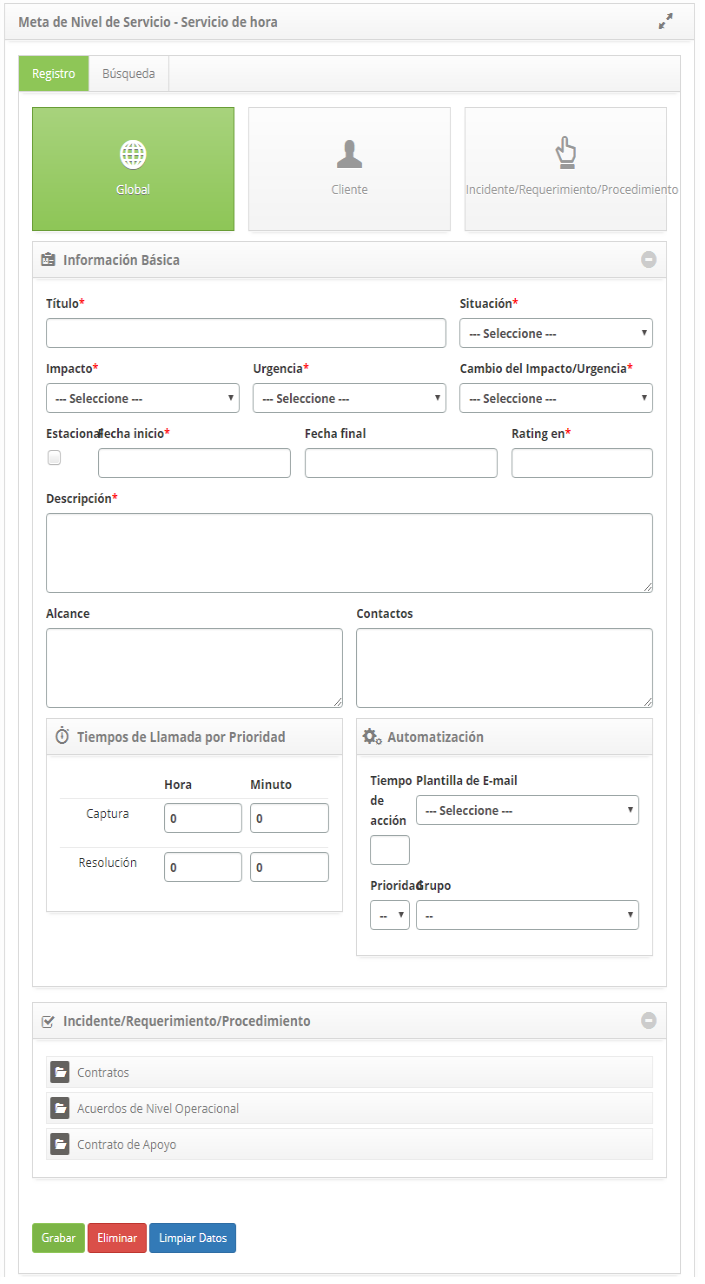 Meta de Nivel de Servicio - Servicio de hora
Registro Búsqueda
Global Cliente Incidente/Requerimiento/Procedimiento
Información Básica
Título* Situación*
--- Seleccione ---
Impacto* Urgencia* Cambio del Impacto/Urgencia*
--- Seleccione --- --- Seleccione --- --- Seleccione ---
Estacional Fecha inicio* Fecha final Rating en*
Descripción*
Alcance Contactos
Tiempos de Llamada por Prioridad Automatización
Hora Minuto
Captura 0 0
Resolución 0 0
Tiempo de acción
Plantilla de E-mail
--- Seleccione ---
Prioridad Grupo
-- --
Incidente/Requerimiento/Procedimiento
Contratos
Acuerdos de Nivel Operacional
Contrato de Apoyo
Grabar Eliminar Limpiar Datos